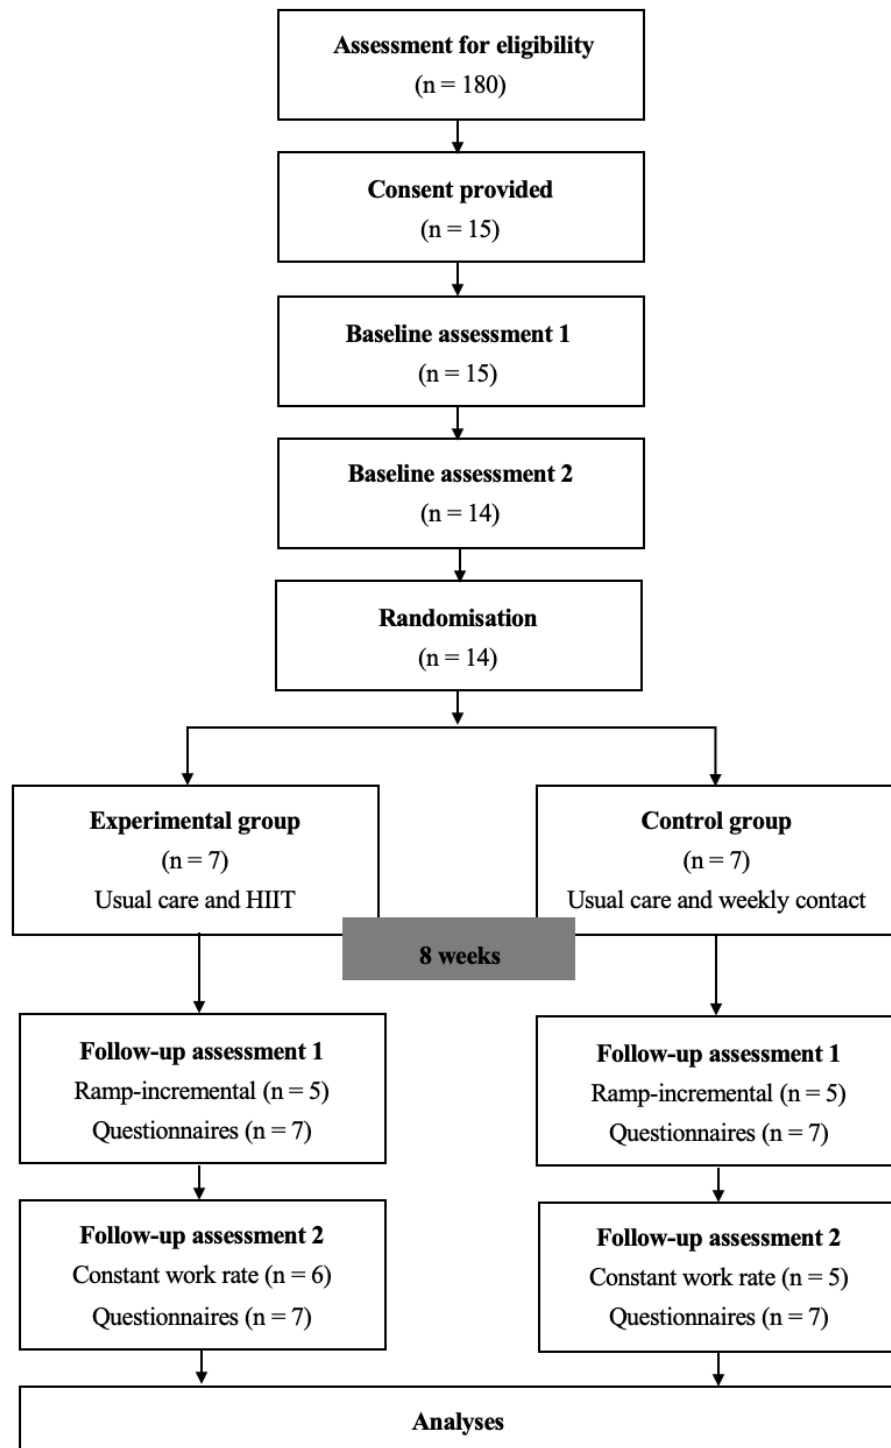 Assessment for eligibility
(n = 180)
Consent provided
(n = 15)
Baseline assessment 1
(n = 15)
Baseline assessment 2
(n = 14)
Randomisation
(n = 14)
Experimental group
(n = 7)
Usual care and HIIT
Control group
(n = 7)
Usual care and weekly contact
8 weeks
Follow-up assessment 1
Ramp-incremental (n = 5)
Questionnaires (n = 7)
Follow-up assessment 1
Ramp-incremental (n = 5)
Questionnaires (n = 7)
Follow-up assessment 2
Constant work rate (n = 6)
Questionnaires (n = 7)
Follow-up assessment 2
Constant work rate (n = 5)
Questionnaires (n = 7)
Analyses